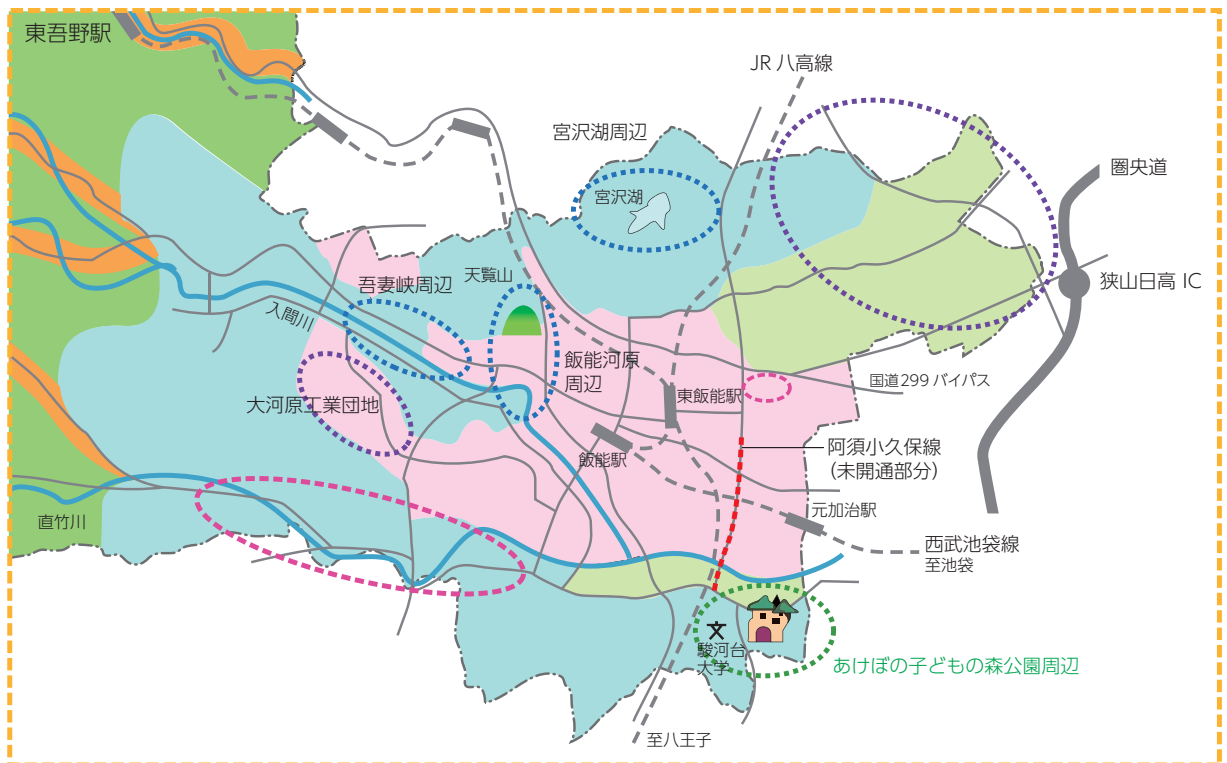 東吾野駅
JR 八高線
宮沢湖周辺
圏央道
宮沢湖
天覧山
吾妻峡周辺
狭山日高 IC
入間川
飯能河原
周辺
国道299 バイパス
大河原工業団地
東飯能駅
阿須小久保線
(未開通部分)
飯能駅
元加治駅
直竹川
西武池袋線
至池袋
文
駿河台
大学
あけぼの子どもの森公園周辺
至八王子